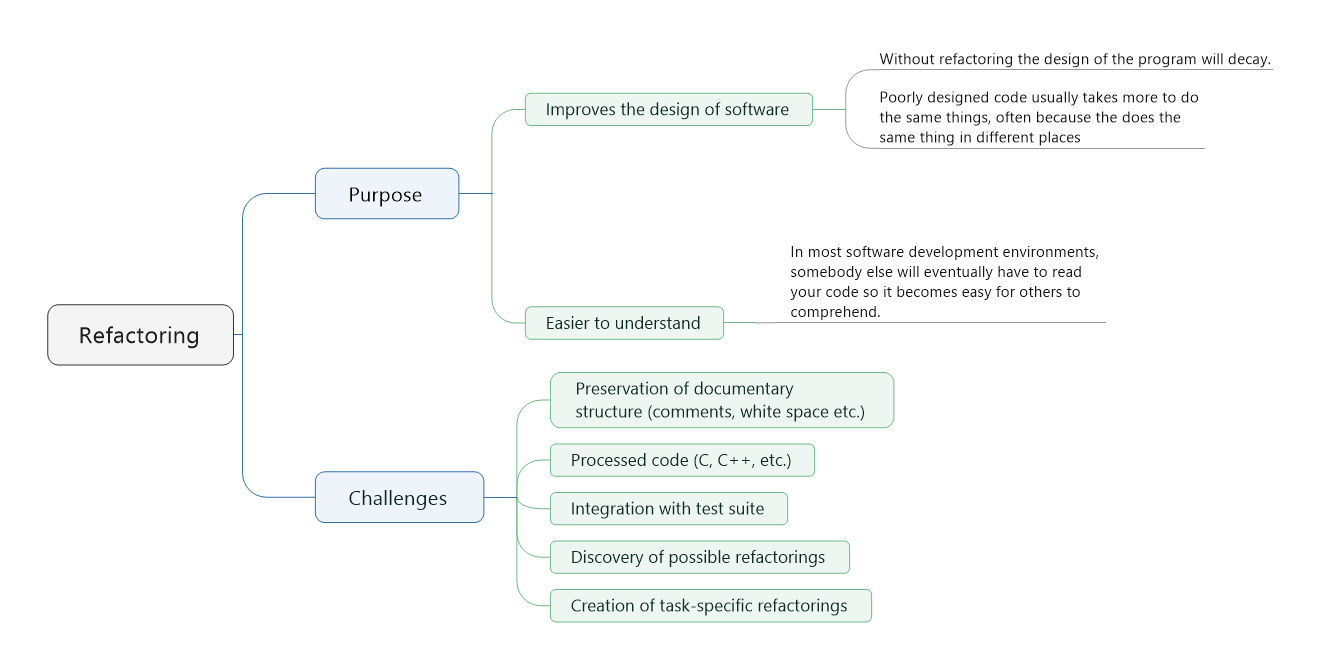 Refactoring
Purpose
Improves the design of software
Without refactoring the design of the program will decay.
Poorly designed code usually takes more to do
the same things, often because the does the
same thing in different places
Easier to understand
In most software development environments,
somebody else will eventually have to read
your code so it becomes easy for others to
comprehend.
Challenges
Preservation of documentary
structure (comments, white space etc.)
Processed code (C, C++, etc.)
Integration with test suite
Discovery of possible refactorings
Creation of task-specific refactorings